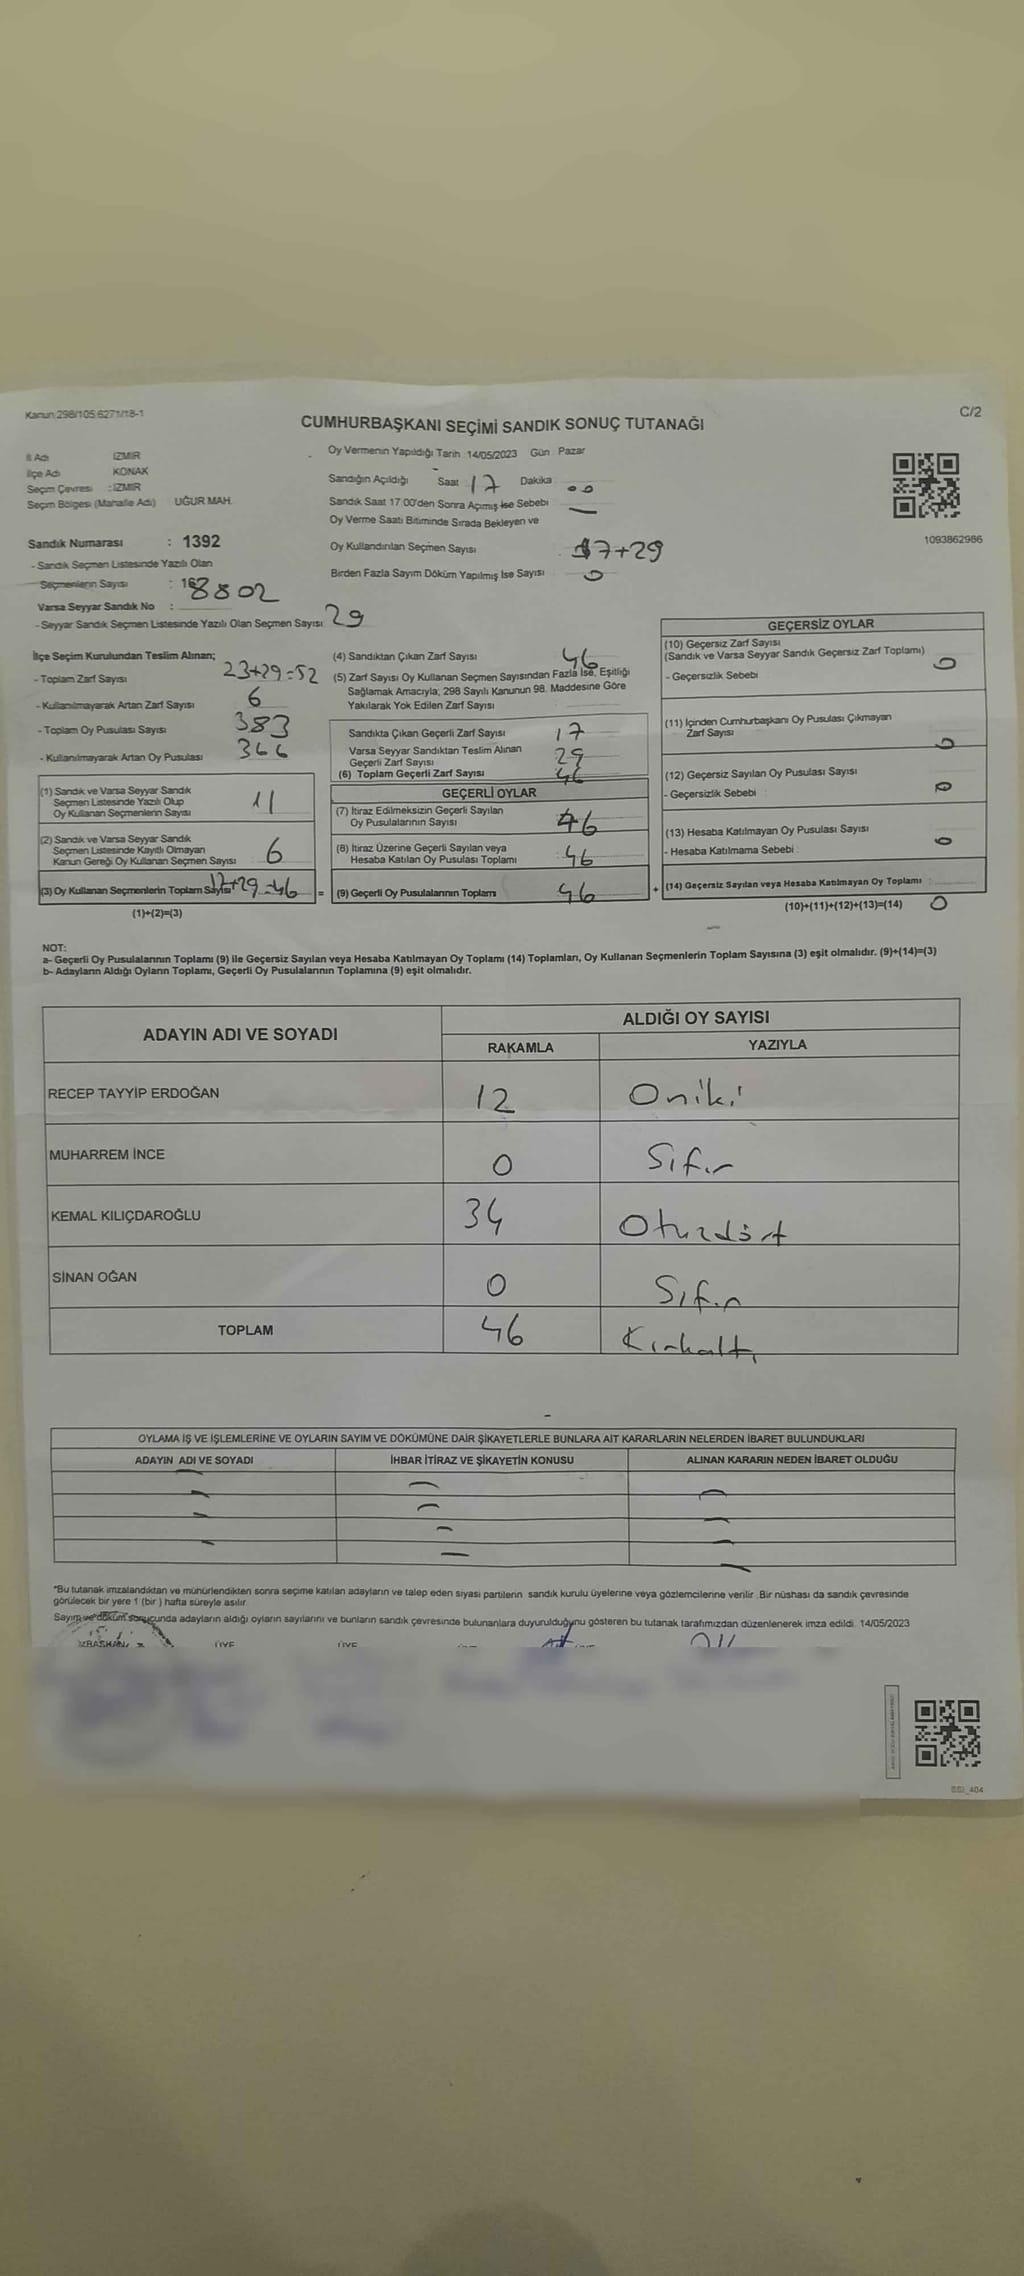 Kanun:298/105 6271/18-1
C/2
CUMHURBAŞKANI SEÇİMİ SANDIK SONUÇ TUTANAĞI
İl Adı İZMİR
İlçe Adı KONAK
Seçim Çevresi : İZMİR
Seçim Bölgesi (Mahalle Adı) UĞUR MAH.
Sandık Numarası : 1392
- Sandık Seçmen Listesinde Yazılı Olan
Seçmenlerin Sayısı :
Varsa Seyyar Sandık No :
- Seyyar Sandık Seçmen Listesinde Yazılı Olan Seçmen Sayısı 29
Oy Vermenin Yapıldığı Tarih 14/05/2023 Gün Pazar
Sandığın Açıldığı Saat 17 Dakika 00
Sandık Saat 17.00'den Sonra Açmış İse Sebebi
Oy Verme Saati Bitiminde Sırada Bekleyen ve
Oy Kullandırılan Seçmen Sayısı 17+29
Birden Fazla Sayım Döküm Yapılmış İse Sayısı 0
1093862986
İlçe Seçim Kurulundan Teslim Alınan;
- Toplam Zarf Sayısı 23+29=52
- Kullanılmayarak Artan Zarf Sayısı 6
- Toplam Oy Pusulası Sayısı 383
- Kullanılmayarak Artan Oy Pusulası 366
(1) Sandık ve Varsa Seyyar Sandık
Seçmen Listesinde Yazılı Olup
Oy Kullanan Seçmenlerin Sayısı 11
(2) Sandık ve Varsa Seyyar Sandık
Seçmen Listesinde Kayıtlı Olmayan
Kanun Gereği Oy Kullanan Seçmen Sayısı 6
(3) Oy Kullanan Seçmenlerin Toplam Sayısı 17+29=46
(1)+(2)=(3)
(4) Sandıktan Çıkan Zarf Sayısı 46
(5) Zarf Sayısı Oy Kullanan Seçmen Sayısından Fazla İse, Eşitliği
Sağlamak Amacıyla, 298 Sayılı Kanunun 98. Maddesine Göre
Yakılarak Yok Edilen Zarf Sayısı
Sandıkta Çıkan Geçerli Zarf Sayısı 17
Varsa Seyyar Sandıktan Teslim Alınan
Geçerli Zarf Sayısı 29
(6) Toplam Geçerli Zarf Sayısı 46
GEÇERLİ OYLAR
(7) İtiraz Edilmeksizin Geçerli Sayılan
Oy Pusulalarının Sayısı 46
(8) İtiraz Üzerine Geçerli Sayılan veya
Hesaba Katılan Oy Pusulası Toplamı 46
= (9) Geçerli Oy Pusulalarının Toplamı 46
GEÇERSİZ OYLAR
(10) Geçersiz Zarf Sayısı
(Sandık ve Varsa Seyyar Sandık Geçersiz Zarf Toplamı) 0
- Geçersizlik Sebebi
(11) İçinden Cumhurbaşkanı Oy Pusulası Çıkmayan
Zarf Sayısı 0
(12) Geçersiz Sayılan Oy Pusulası Sayısı
- Geçersizlik Sebebi : 0
(13) Hesaba Katılmayan Oy Pusulası Sayısı
- Hesaba Katılmama Sebebi : 0
+ (14) Geçersiz Sayılan veya Hesaba Katılmayan Oy Toplamı :
(10)+(11)+(12)+(13)=(14) 0
NOT:
a- Geçerli Oy Pusulalarının Toplamı (9) ile Geçersiz Sayılan veya Hesaba Katılmayan Oy Toplamı (14) Toplamları, Oy Kullanan Seçmenlerin Toplam Sayısına (3) eşit olmalıdır. (9)+(14)=(3)
b- Adayların Aldığı Oyların Toplamı, Geçerli Oy Pusulalarının Toplamına (9) eşit olmalıdır.
ADAYIN ADI VE SOYADI
ALDIĞI OY SAYISI
RAKAMLA YAZIYLA
RECEP TAYYİP ERDOĞAN 12 Oniki
MUHARREM İNCE 0 Sıfır
KEMAL KILIÇDAROĞLU 34 Otuzdört
SİNAN OĞAN 0 Sıfır
TOPLAM 46 Kırkaltı
OYLAMA İŞ VE İŞLEMLERİNE VE OYLARIN SAYIM VE DÖKÜMÜNE DAİR ŞİKAYETLERLE BUNLARA AİT KARARLARIN NELERDEN İBARET BULUNDUKLARI
ADAYIN ADI VE SOYADI İHBAR İTİRAZ VE ŞİKAYETİN KONUSU ALINAN KARARIN NEDEN İBARET OLDUĞU
*Bu tutanak imzalandıktan ve mühürlendikten sonra seçime katılan adayların ve talep eden siyasi partilerin sandık kurulu üyelerine veya gözlemcilerine verilir. Bir nüshası da sandık çevresinde
görülecek bir yere 1 (bir ) hafta süreyle asılır.
Sayım ve döküm sonucunda adayların aldığı oyların sayılarını ve bunların sandık çevresinde bulunanlara duyurulduğunu gösteren bu tutanak tarafımızdan düzenlenerek imza edildi. 14/05/2023
BAŞKAN ÜYE ÜYE